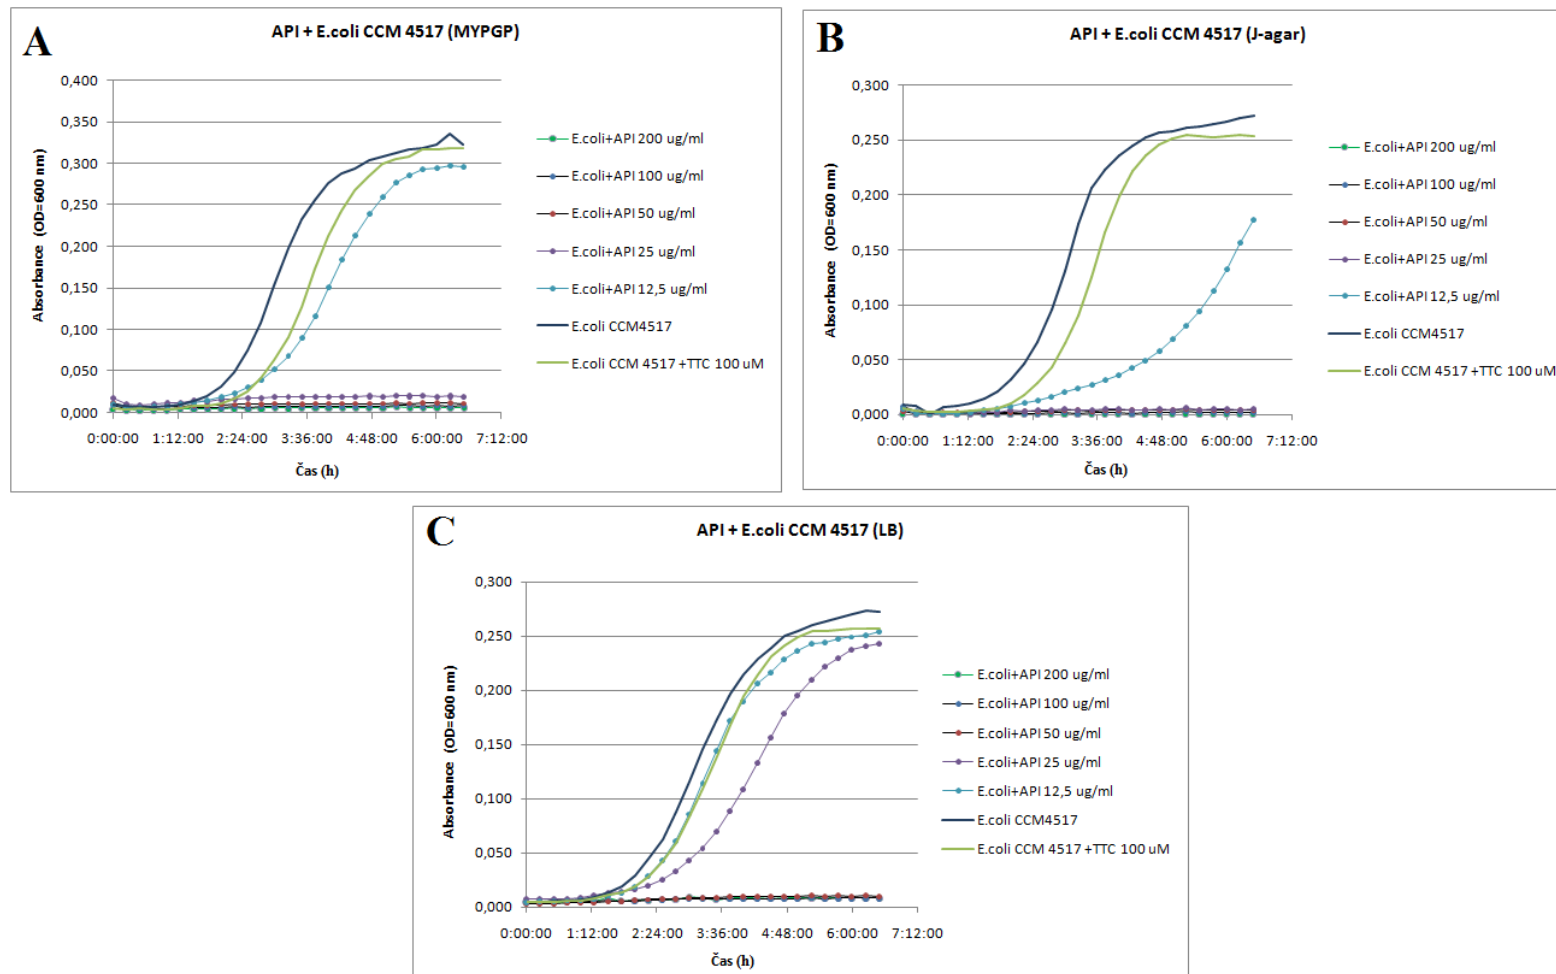 A
API + E.coli CCM 4517 (MYPGP)
0,400
0,350
0,300
0,250
0,200
0,150
0,100
0,050
0,000
Absorbance (OD=600 nm)
0:00:00 1:12:00 2:24:00 3:36:00 4:48:00 6:00:00 7:12:00
Čas (h)
E.coli+API 200 ug/ml
E.coli+API 100 ug/ml
E.coli+API 50 ug/ml
E.coli+API 25 ug/ml
E.coli+API 12,5 ug/ml
E.coli CCM4517
E.coli CCM 4517 +TTC 100 uM
B
API + E.coli CCM 4517 (J-agar)
0,300
0,250
0,200
0,150
0,100
0,050
0,000
Absorbance (OD=600 nm)
0:00:00 1:12:00 2:24:00 3:36:00 4:48:00 6:00:00 7:12:00
Čas (h)
E.coli+API 200 ug/ml
E.coli+API 100 ug/ml
E.coli+API 50 ug/ml
E.coli+API 25 ug/ml
E.coli+API 12,5 ug/ml
E.coli CCM4517
E.coli CCM 4517 +TTC 100 uM
C
API + E.coli CCM 4517 (LB)
0,300
0,250
0,200
0,150
0,100
0,050
0,000
Absorbance (OD=600 nm)
0:00:00 1:12:00 2:24:00 3:36:00 4:48:00 6:00:00 7:12:00
Čas (h)
E.coli+API 200 ug/ml
E.coli+API 100 ug/ml
E.coli+API 50 ug/ml
E.coli+API 25 ug/ml
E.coli+API 12,5 ug/ml
E.coli CCM4517
E.coli CCM 4517 +TTC 100 uM